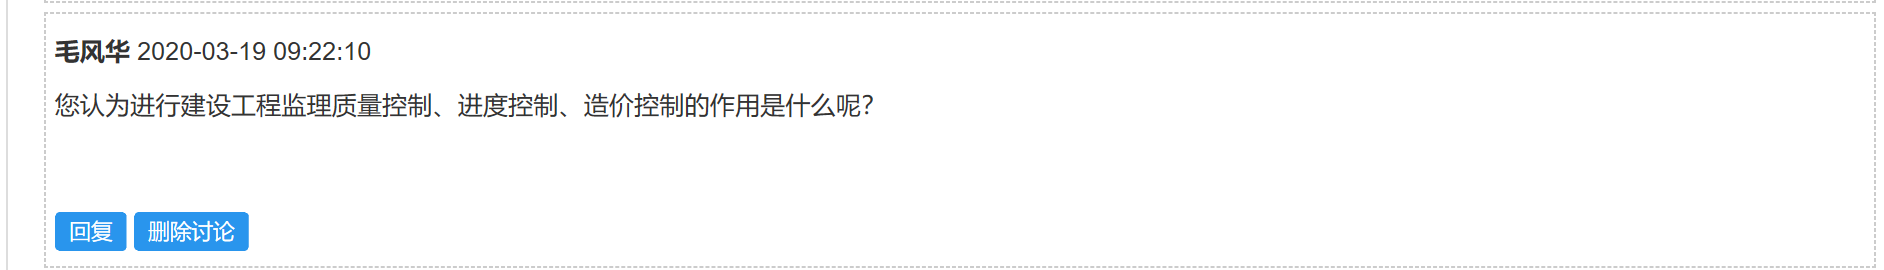 毛风华 2020-03-19 09:22:10
您认为进行建设工程监理质量控制、进度控制、造价控制的作用是什么呢?
回复 删除讨论